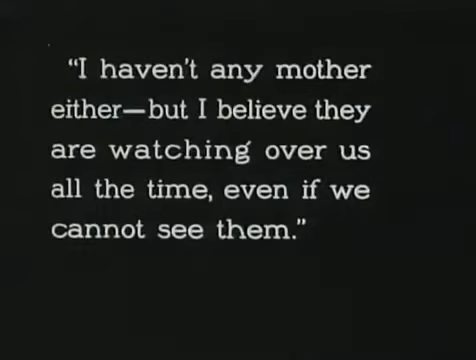 “I haven't any mother
either—but I believe they
are watching over us
all the time, even if we
cannot see them.”